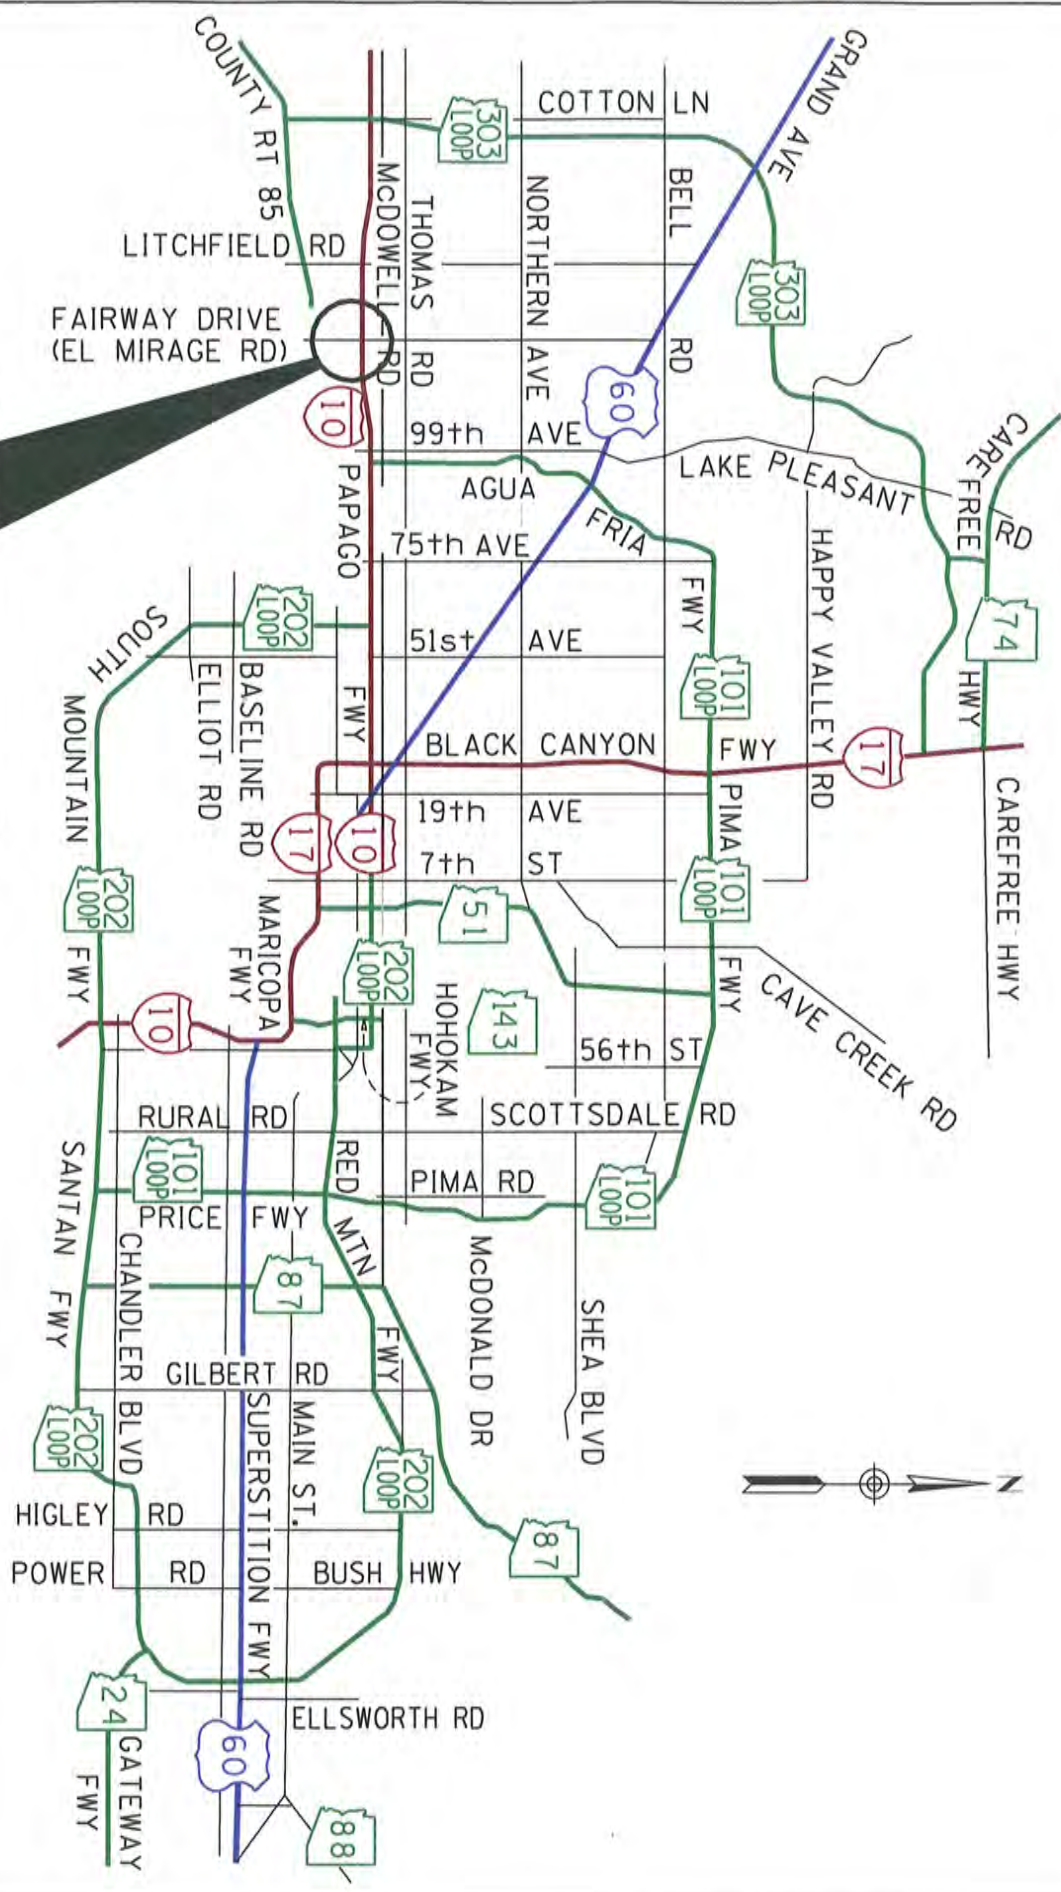 COUNTY RT 85
COTTON LN
GRAND AVE
303
LOOP
303
LOOP
LITCHFIELD RD
McDOWELL RD
THOMAS RD
NORTHERN AVE
BELL RD
FAIRWAY DRIVE
(EL MIRAGE RD)
10
60
99th AVE
LAKE PLEASANT
CAREFREE RD
AGUA FRIA FWY
75th AVE
PAPAGO FWY
HAPPY VALLEY RD
74
HWY
202
LOOP
51st AVE
101
LOOP
SOUTH MOUNTAIN FWY
ELLIOT RD
BASELINE RD
BLACK CANYON FWY
17
CAREFREE HWY
19th AVE
17
10
7th ST
PIMA FWY
101
LOOP
202
LOOP
51
MARICOPA FWY
202
LOOP
HOHOKAM FWY
143
CAVE CREEK RD
10
56th ST
RURAL RD
SCOTTSDALE RD
SANTAN FWY
101
LOOP
RED MTN FWY
PIMA RD
101
LOOP
PRICE FWY
CHANDLER BLVD
87
McDONALD DR
SHEA BLVD
GILBERT RD
SUPERSTITION FWY
MAIN ST.
202
LOOP
202
LOOP
N
HIGLEY RD
87
POWER RD
BUSH HWY
24
GATEWAY FWY
ELLSWORTH RD
60
88